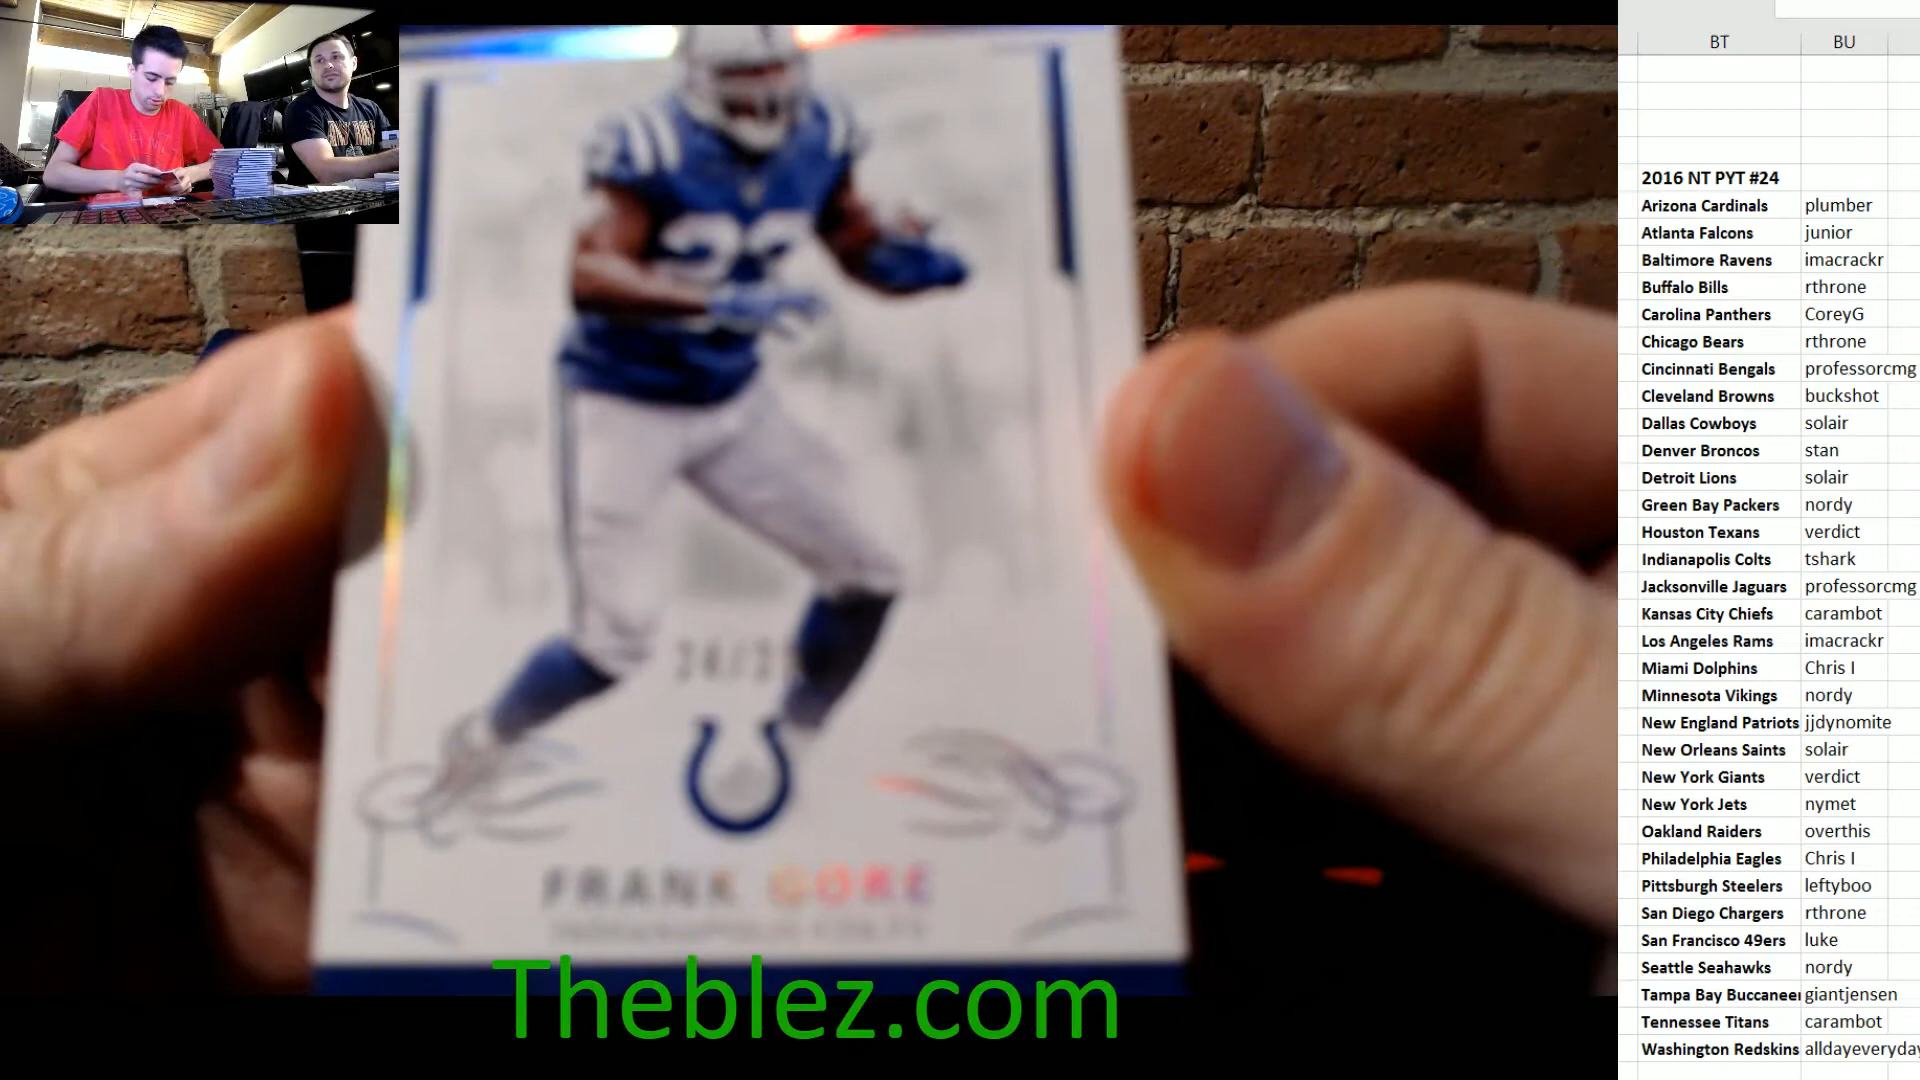 BT BU
2016 NT PYT #24
Arizona Cardinals plumber
Atlanta Falcons junior
Baltimore Ravens imacrackr
Buffalo Bills rthrone
Carolina Panthers CoreyG
Chicago Bears rthrone
Cincinnati Bengals professorcmg
Cleveland Browns buckshot
Dallas Cowboys solair
Denver Broncos stan
Detroit Lions solair
Green Bay Packers nordy
Houston Texans verdict
Indianapolis Colts tshark
Jacksonville Jaguars professorcmg
Kansas City Chiefs carambot
Los Angeles Rams imacrackr
Miami Dolphins Chris I
Minnesota Vikings nordy
New England Patriots jjdynomite
New Orleans Saints solair
New York Giants verdict
New York Jets nymet
Oakland Raiders overthis
Philadelphia Eagles Chris I
Pittsburgh Steelers leftyboo
San Diego Chargers rthrone
San Francisco 49ers luke
Seattle Seahawks nordy
Tampa Bay Buccaneer giantjensen
Tennessee Titans carambot
Washington Redskins alldayeveryday
23
FRANK GORE
INDIANAPOLIS COLTS
Theblez.com